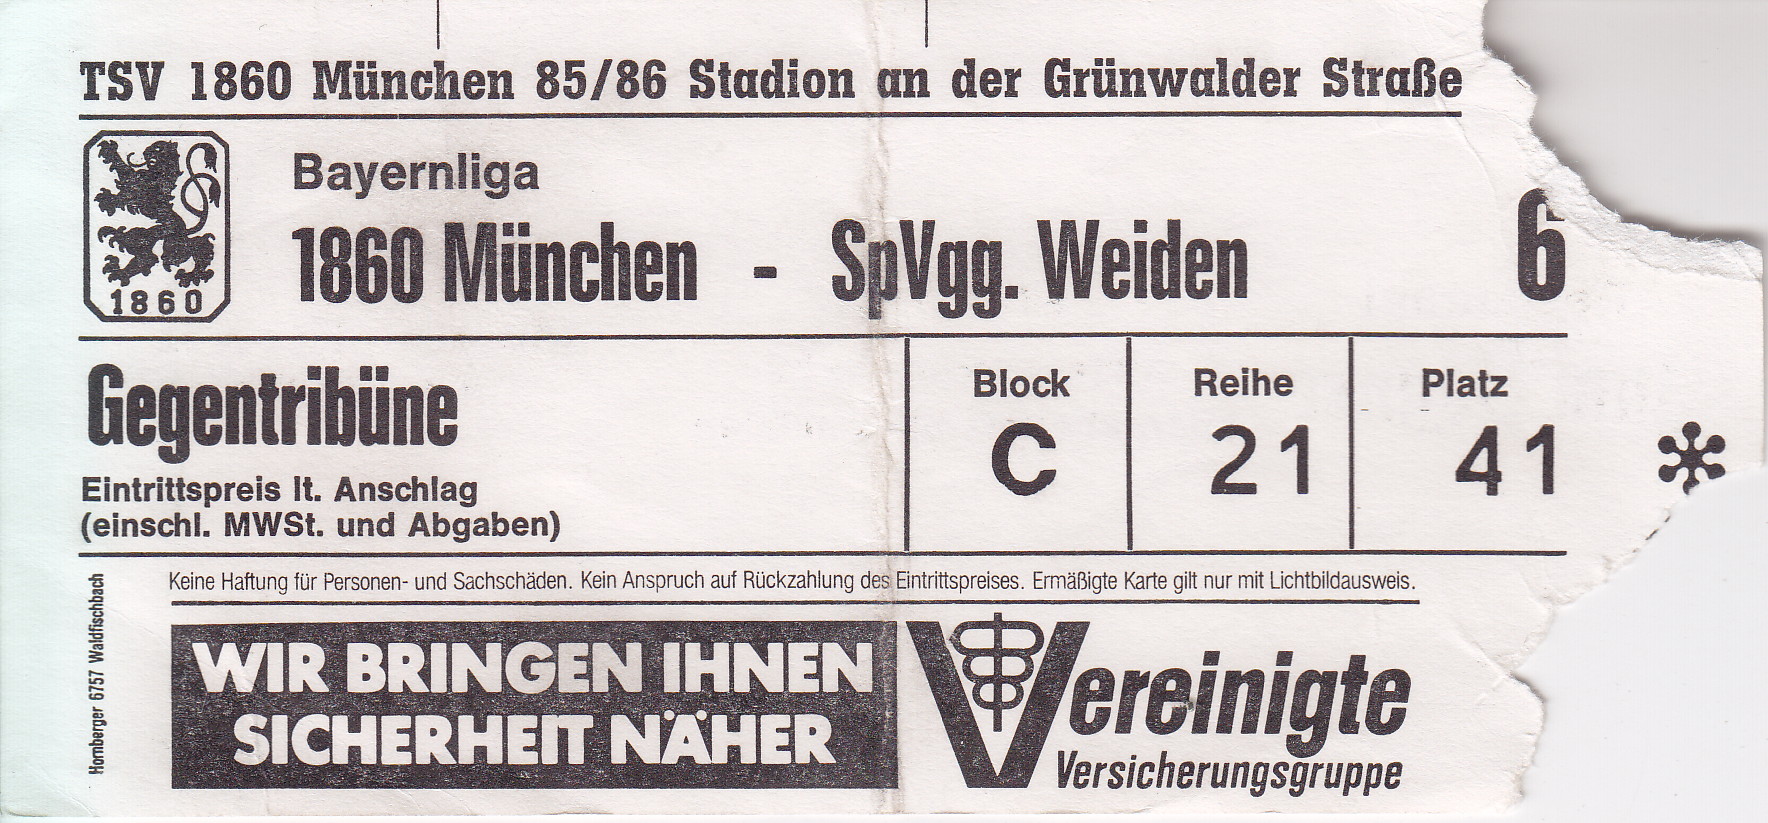 TSV 1860 München 85/86 Stadion an der Grünwalder Straße
1860
Bayernliga
1860 München - SpVgg. Weiden 6
Gegentribüne
Eintrittspreis lt. Anschlag
(einschl. MWSt. und Abgaben)
Block Reihe Platz
C 21 41
Keine Haftung für Personen- und Sachschäden. Kein Anspruch auf Rückzahlung des Eintrittspreises. Ermäßigte Karte gilt nur mit Lichtbildausweis.
Homberger 6757 Waldfischbach
WIR BRINGEN IHNEN
SICHERHEIT NÄHER
Vereinigte
Versicherungsgruppe